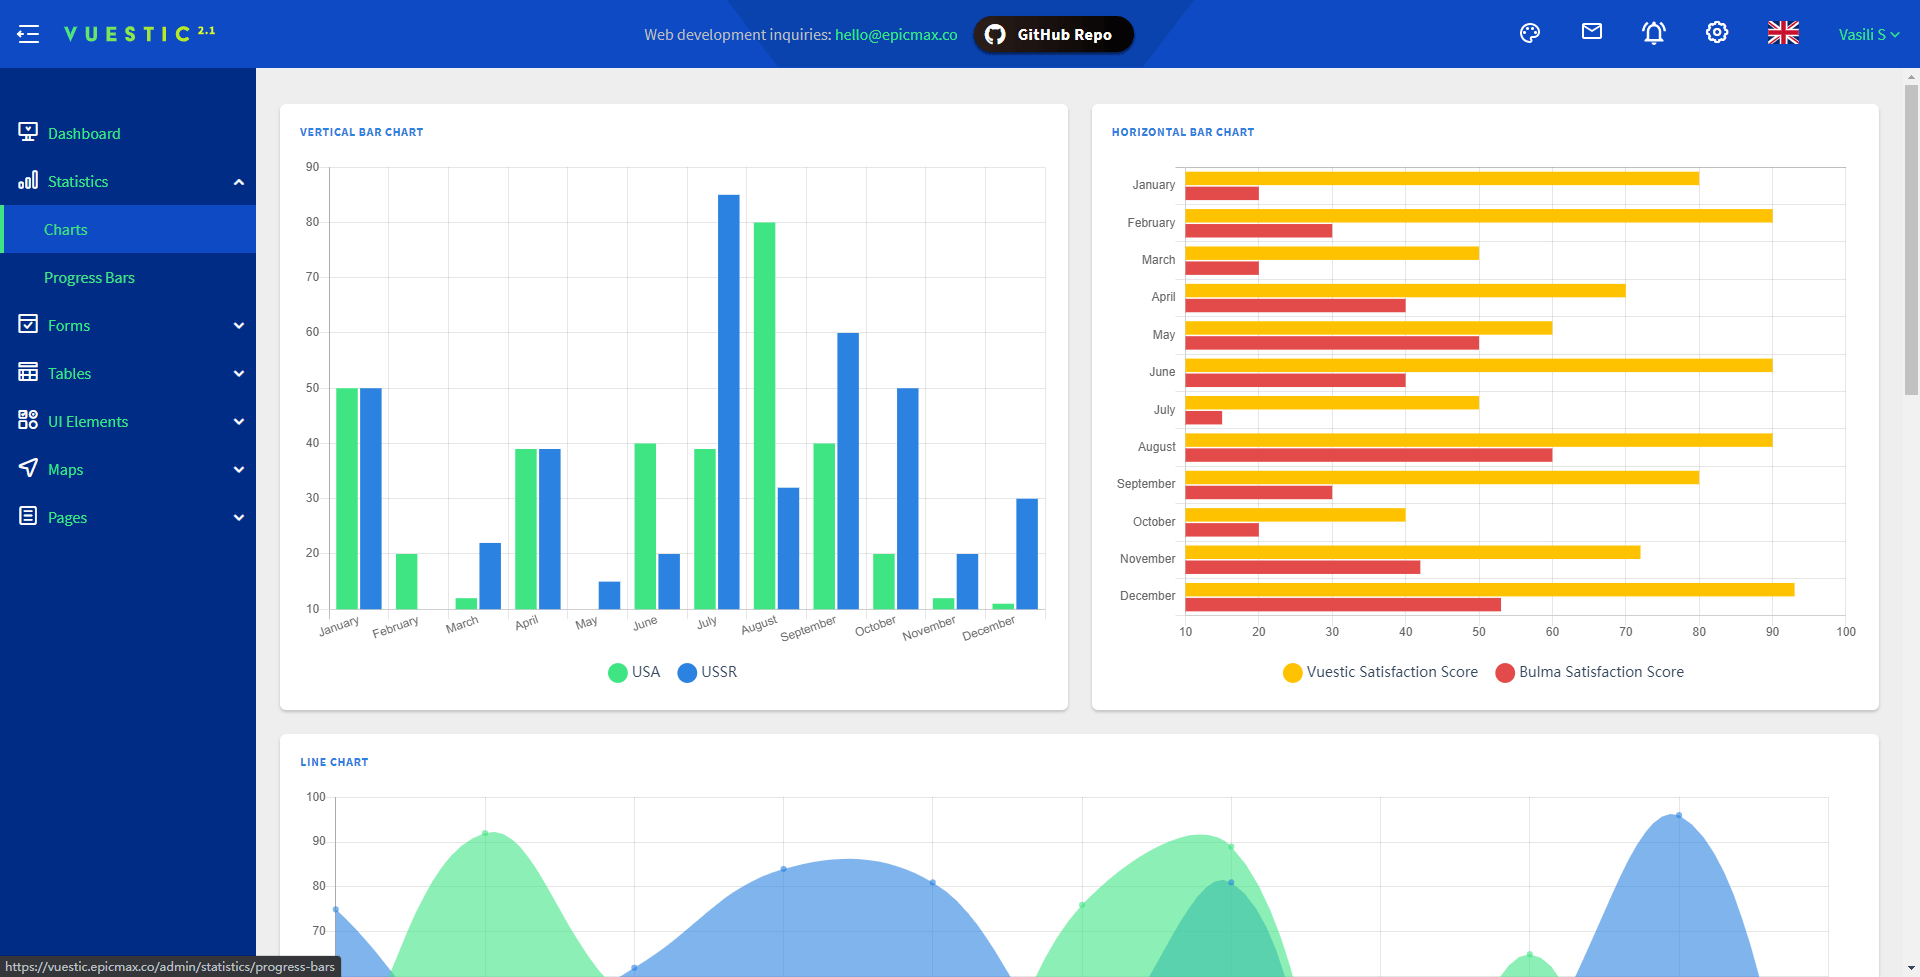 VUESTIC 2.1
Web development inquiries: hello@epicmax.co
GitHub Repo
Vasili S
Dashboard
Statistics
Charts
Progress Bars
Forms
Tables
UI Elements
Maps
Pages
VERTICAL BAR CHART
90
80
70
60
50
40
30
20
10
January
February
March
April
May
June
July
August
September
October
November
December
USA
USSR
HORIZONTAL BAR CHART
January
February
March
April
May
June
July
August
September
October
November
December
10 20 30 40 50 60 70 80 90 100
Vuestic Satisfaction Score
Bulma Satisfaction Score
LINE CHART
100
90
80
70
https://vuestic.epicmax.co/admin/statistics/progress-bars